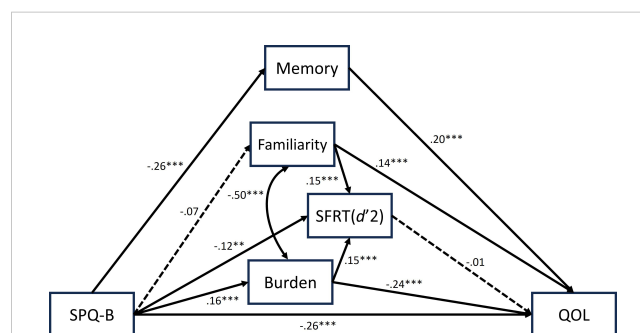 Memory
-.26***
.20***
Familiarity
.14***
.15***
-.07
-.50***
SFRT(d'2)
-.12**
.15***
-.01
Burden
.16***
-.24***
SPQ-B
QOL
-.26***